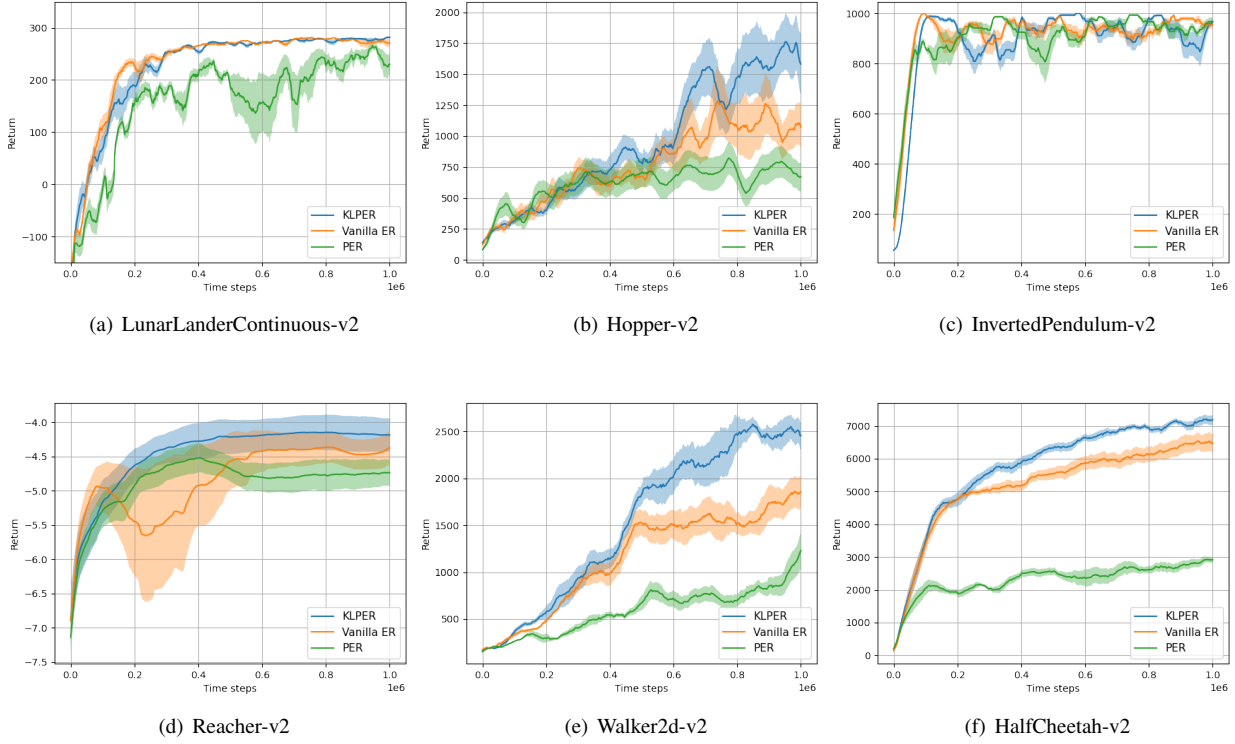 300
200
100
0
−100
Return
0.0
0.2
0.4
0.6
0.8
1.0
1e6
Time steps
KLPER
Vanilla ER
PER
(a) LunarLanderContinuous-v2
1750
1500
1250
1000
750
500
250
0
Return
0.0
0.2
0.4
0.6
0.8
1.0
1e6
Time steps
KLPER
Vanilla ER
PER
(b) Hopper-v2
1000
800
600
400
200
Return
0.0
0.2
0.4
0.6
0.8
1.0
1e6
Time steps
KLPER
Vanilla ER
PER
(c) InvertedPendulum-v2
−4.0
−4.5
−5.0
−5.5
−6.0
−6.5
−7.0
−7.5
Return
0.0
0.2
0.4
0.6
0.8
1.0
1e6
Time steps
KLPER
Vanilla ER
PER
(d) Reacher-v2
2500
2000
1500
1000
500
Return
0.0
0.2
0.4
0.6
0.8
1.0
1e6
Time steps
KLPER
Vanilla ER
PER
(e) Walker2d-v2
7000
6000
5000
4000
3000
2000
1000
0
Return
0.0
0.2
0.4
0.6
0.8
1.0
1e6
Time steps
KLPER
Vanilla ER
PER
(f) HalfCheetah-v2